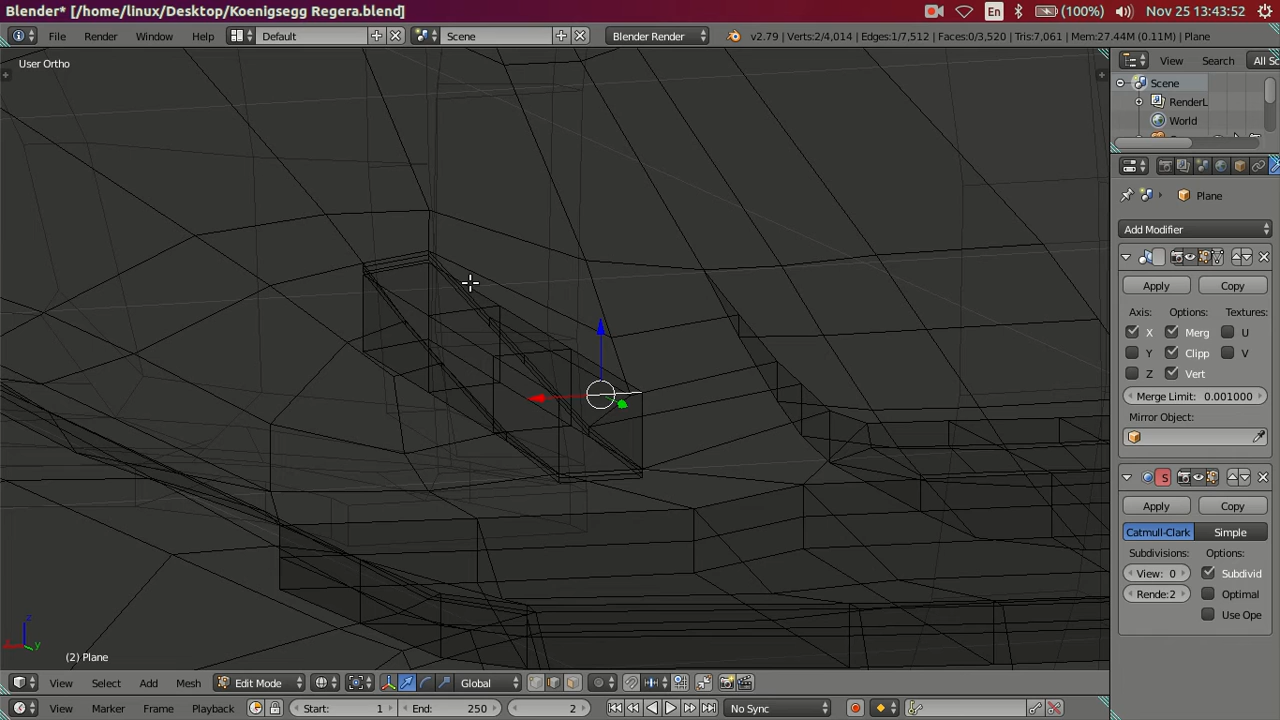 Blender* [/home/linux/Desktop/Koenigsegg Regera.blend]
En (100%) Nov 25 13:43:52
File Render Window Help Default Scene Blender Render v2.79 | Verts:2/4,014 | Edges:1/7,512 | Faces:0/3,520 | Tris:7,061 | Mem:27.44M (0.11M) | Plane
User Ortho
View Search All Sc
Scene
RenderL
World
Plane
Add Modifier
Apply Copy
Axis: Options: Textures:
X Merg U
Y Clipp V
Z Vert
Merge Limit: 0.001000
Mirror Object:
S
Apply Copy
Catmull-Clark Simple
Subdivisions: Options:
View: 0 Subdivid
Rende:2 Optimal
Use Ope
z
x y
(2) Plane
View Select Add Mesh Edit Mode Global
View Marker Frame Playback Start: 1 End: 250 2 No Sync